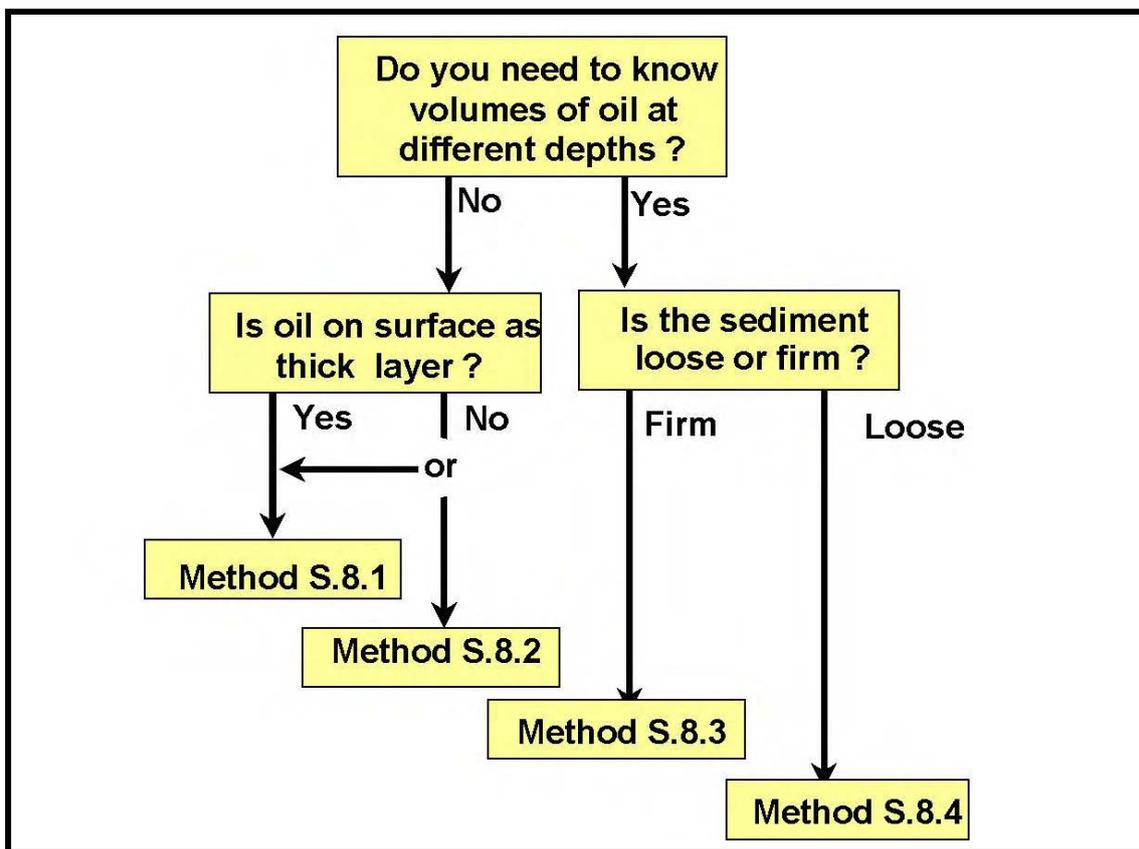 Do you need to know
volumes of oil at
different depths ?
No
Yes
Is oil on surface as
thick layer ?
Is the sediment
loose or firm ?
Yes
No
or
Firm
Loose
Method S.8.1
Method S.8.2
Method S.8.3
Method S.8.4